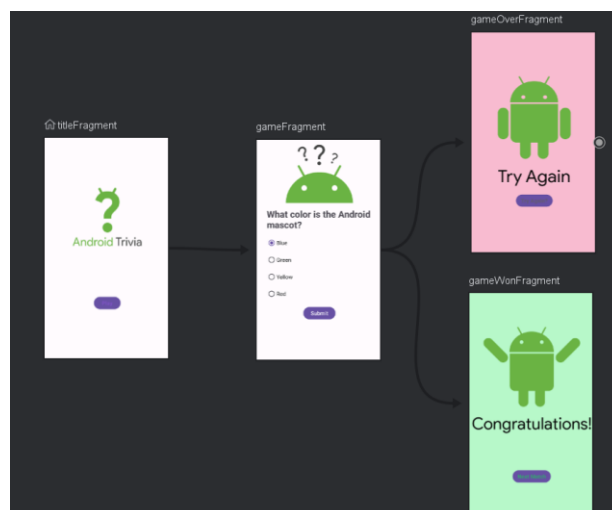 gameOverFragment
titleFragment
gameFragment
???
?
Android Trivia
What color is the Android
mascot?
Blue
Green
Yellow
Red
Submit
Try Again
gameWonFragment
Congratulations!